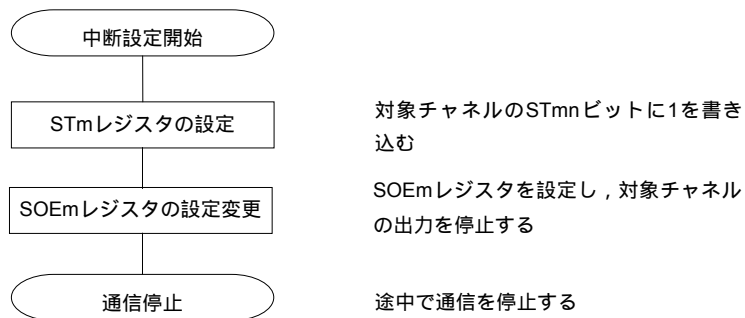 中断設定開始
STmレジスタの設定
対象チャネルのSTmnビットに1を書き
込む
SOEmレジスタの設定変更
SOEmレジスタを設定し，対象チャネル
の出力を停止する
通信停止
途中で通信を停止する